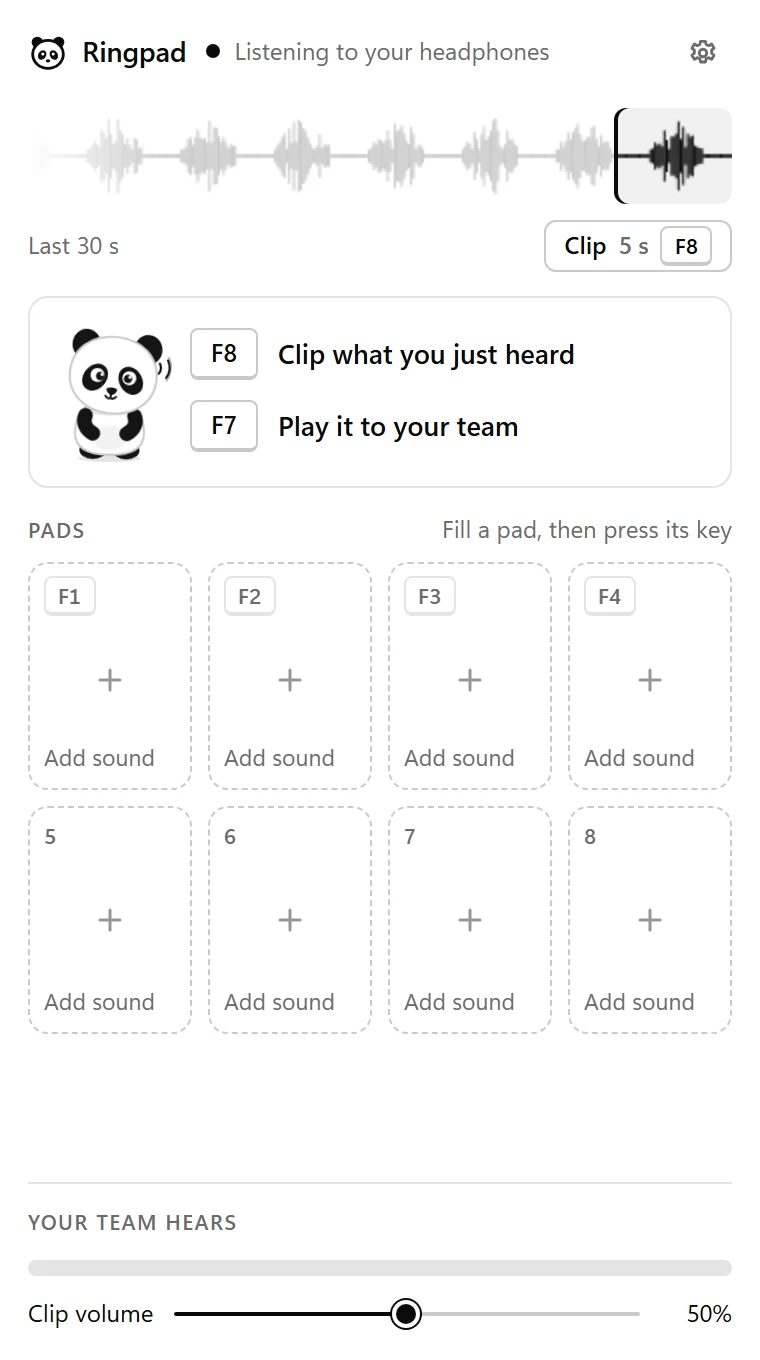 Ringpad ● Listening to your headphones
Last 30 s
Clip 5 s F8
F8 Clip what you just heard
F7 Play it to your team
PADS
Fill a pad, then press its key
F1 F2 F3 F4
Add sound Add sound Add sound Add sound
5 6 7 8
Add sound Add sound Add sound Add sound
YOUR TEAM HEARS
Clip volume 50%